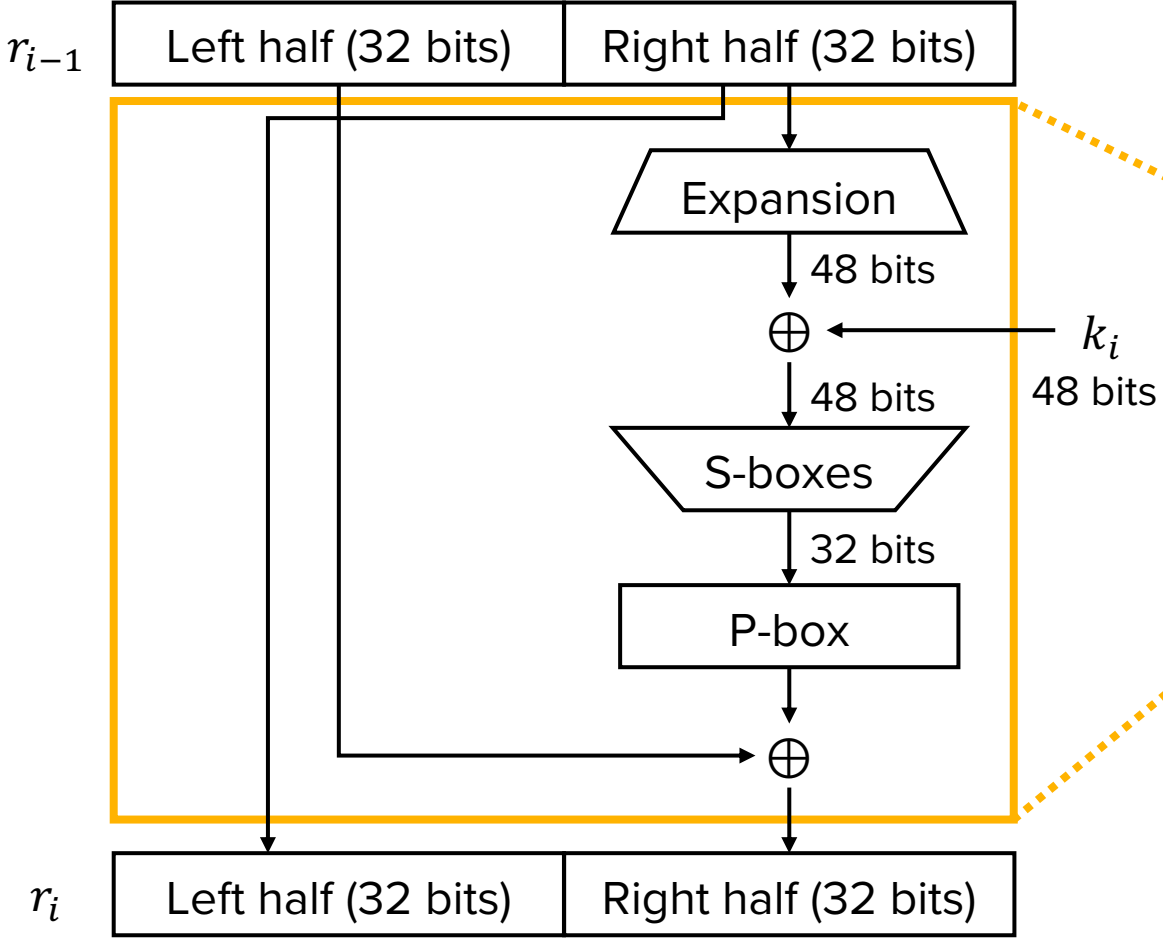 r_{i−1} Left half (32 bits) Right half (32 bits)
Expansion
48 bits
⊕ k_i
48 bits 48 bits
S-boxes
32 bits
P-box
⊕
r_i Left half (32 bits) Right half (32 bits)